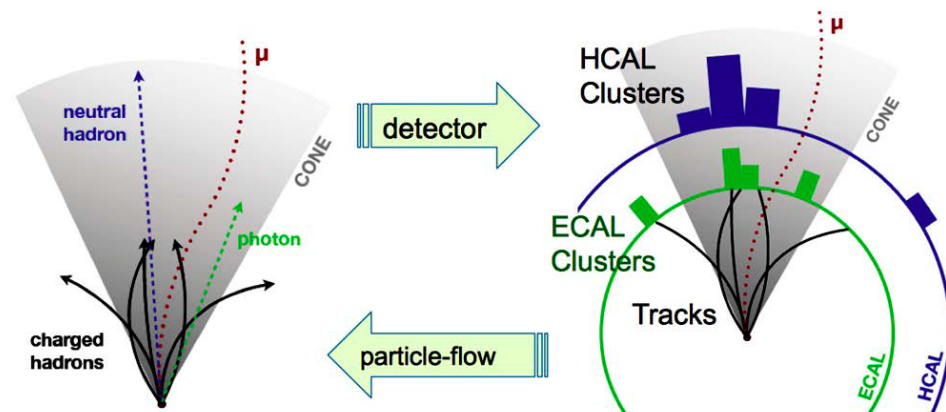 μ
neutral
hadron
CONE
photon
charged
hadrons
detector
particle-flow
μ
HCAL
Clusters
CONE
ECAL
Clusters
Tracks
ECAL
HCAL